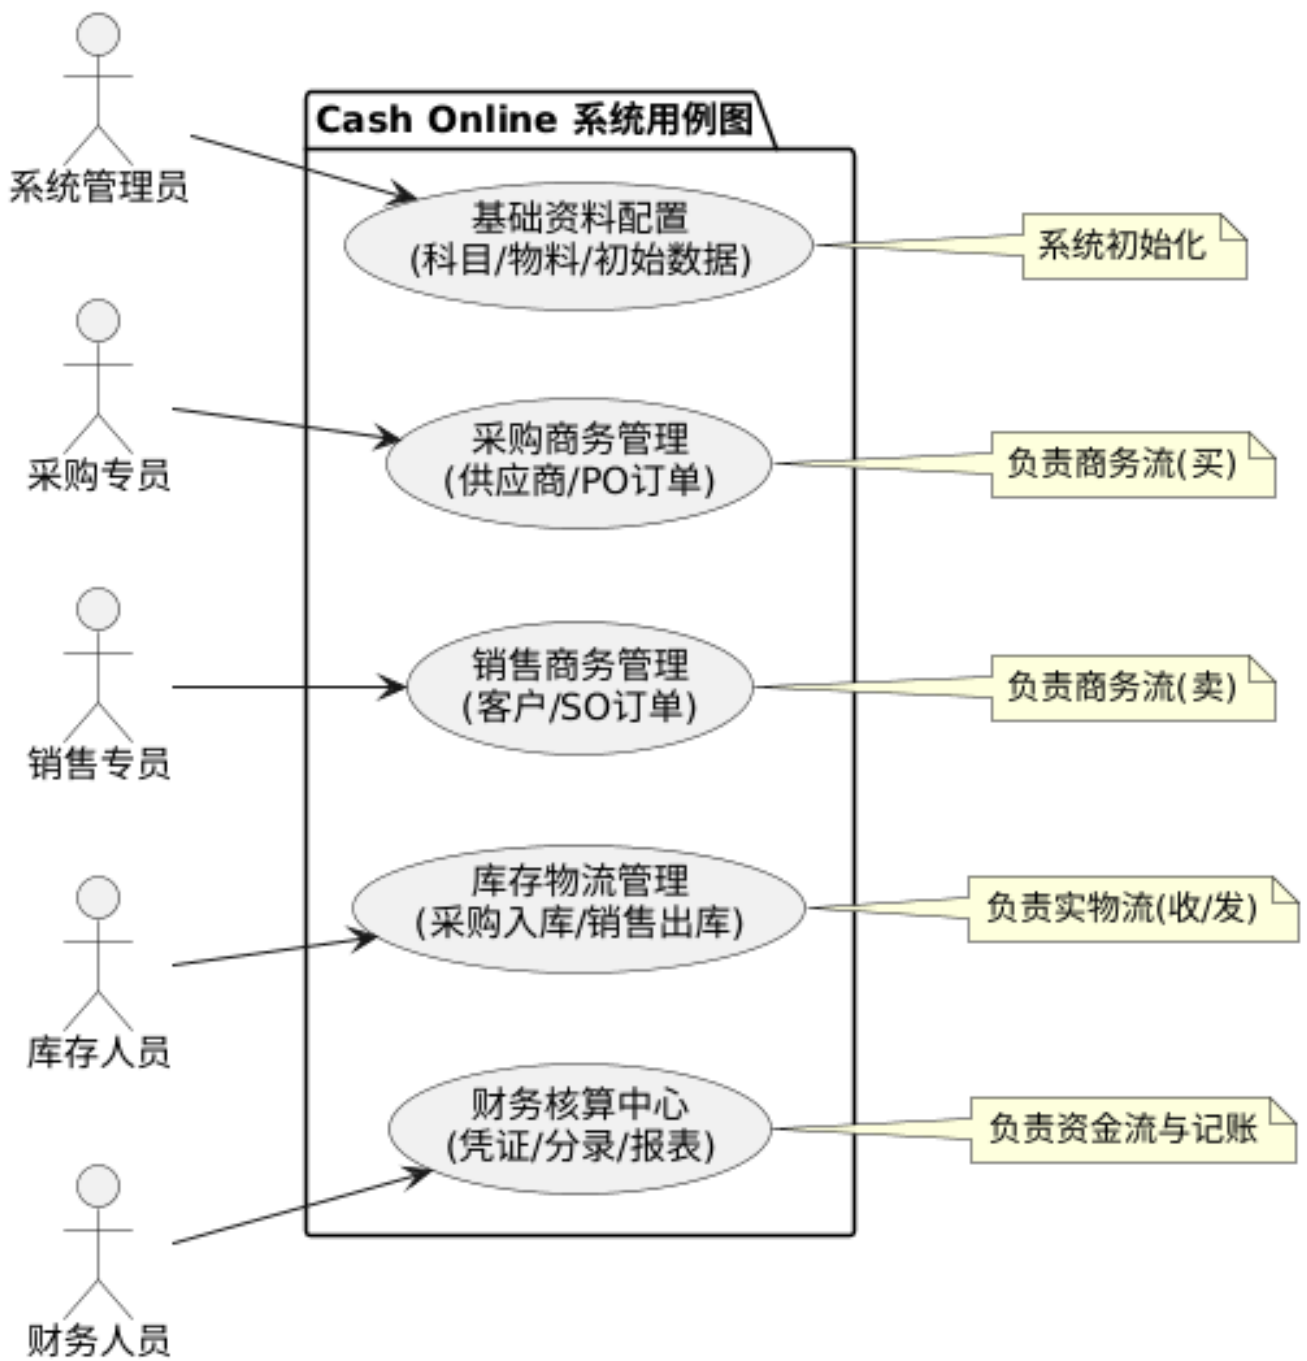 Cash Online 系统用例图
系统管理员
基础资料配置
(科目/物料/初始数据)
系统初始化
采购专员
采购商务管理
(供应商/PO订单)
负责商务流(买)
销售专员
销售商务管理
(客户/SO订单)
负责商务流(卖)
库存人员
库存物流管理
(采购入库/销售出库)
负责实物流(收/发)
财务人员
财务核算中心
(凭证/分录/报表)
负责资金流与记账